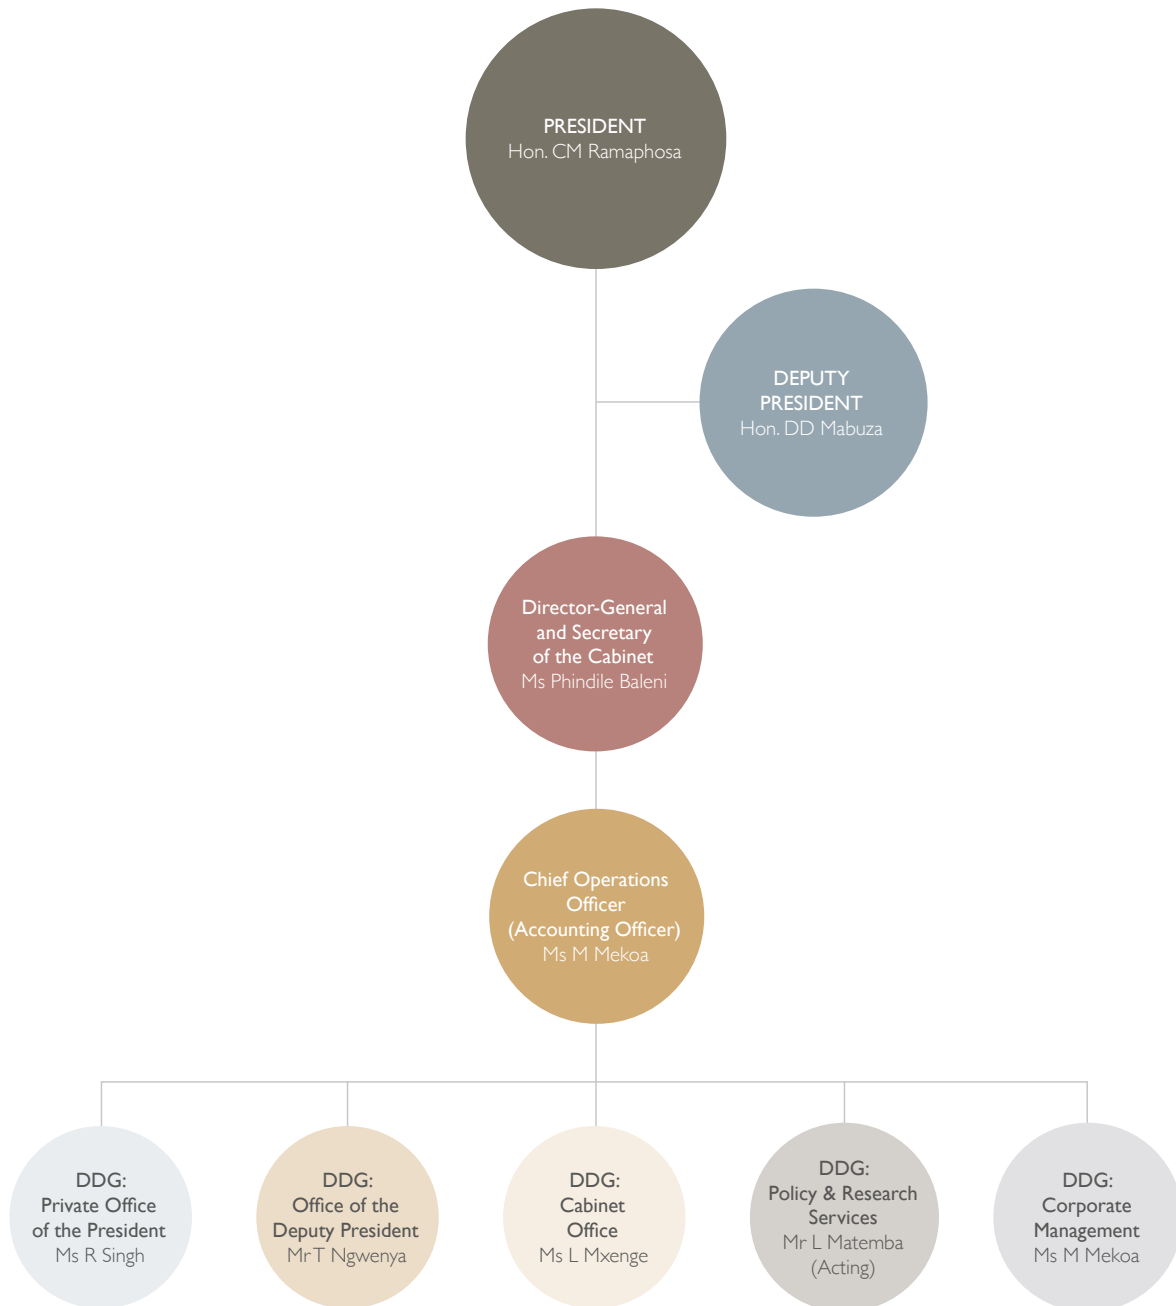 PRESIDENT
Hon. CM Ramaphosa
DEPUTY
PRESIDENT
Hon. DD Mabuza
Director-General
and Secretary
of the Cabinet
Ms Phindile Baleni
Chief Operations
Officer
(Accounting Officer)
Ms M Mekoa
DDG:
Private Office
of the President
Ms R Singh
DDG:
Office of the
Deputy President
Mr T Ngwenya
DDG:
Cabinet
Office
Ms L Mxenge
DDG:
Policy & Research
Services
Mr L Matemba
(Acting)
DDG:
Corporate
Management
Ms M Mekoa